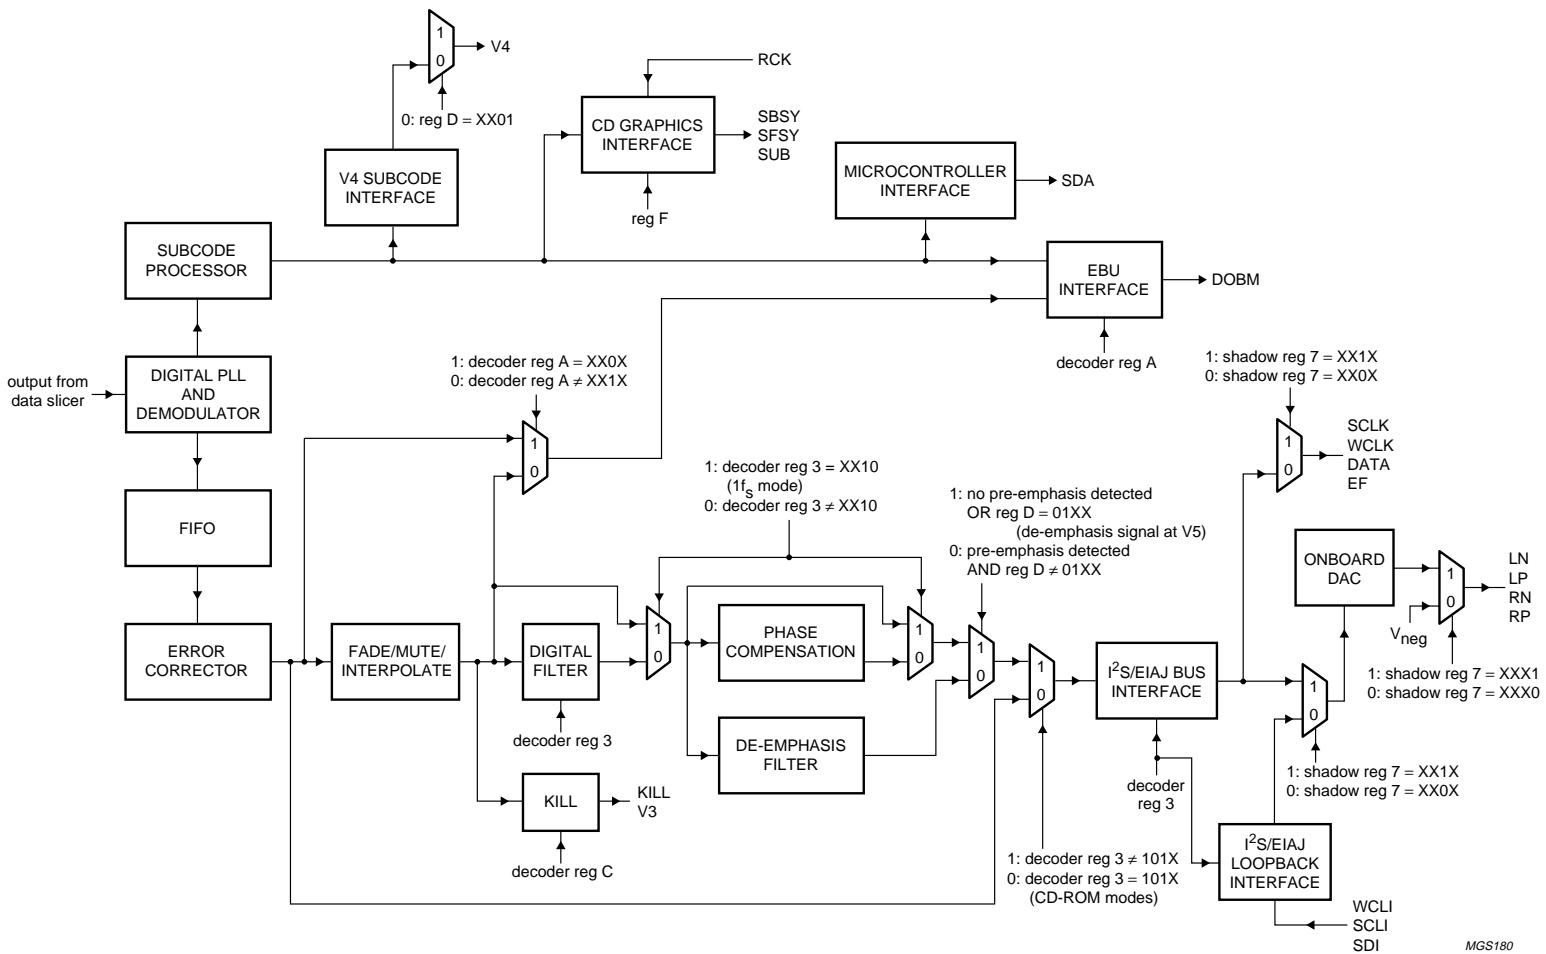 1
0
V4
0: reg D = XX01
RCK
CD GRAPHICS
INTERFACE
SBSY
SFSY
SUB
reg F
V4 SUBCODE
INTERFACE
MICROCONTROLLER
INTERFACE
SDA
SUBCODE
PROCESSOR
EBU
INTERFACE
DOBM
decoder reg A
output from
data slicer
DIGITAL PLL
AND
DEMODULATOR
1: decoder reg A = XX0X
0: decoder reg A ≠ XX1X
1
0
1: shadow reg 7 = XX1X
0: shadow reg 7 = XX0X
1
0
SCLK
WCLK
DATA
EF
FIFO
1: decoder reg 3 = XX10
(1fs mode)
0: decoder reg 3 ≠ XX10
1: no pre-emphasis detected
OR reg D = 01XX
(de-emphasis signal at V5)
0: pre-emphasis detected
AND reg D ≠ 01XX
ONBOARD
DAC
1
0
Vneg
LN
LP
RN
RP
1: shadow reg 7 = XXX1
0: shadow reg 7 = XXX0
ERROR
CORRECTOR
FADE/MUTE/
INTERPOLATE
DIGITAL
FILTER
decoder reg 3
1
0
PHASE
COMPENSATION
1
0
1
0
1
0
I2S/EIAJ BUS
INTERFACE
1
0
DE-EMPHASIS
FILTER
KILL
KILL
V3
decoder reg C
decoder
reg 3
1: shadow reg 7 = XX1X
0: shadow reg 7 = XX0X
1: decoder reg 3 ≠ 101X
0: decoder reg 3 = 101X
(CD-ROM modes)
I2S/EIAJ
LOOPBACK
INTERFACE
WCLI
SCLI
SDI
MGS180